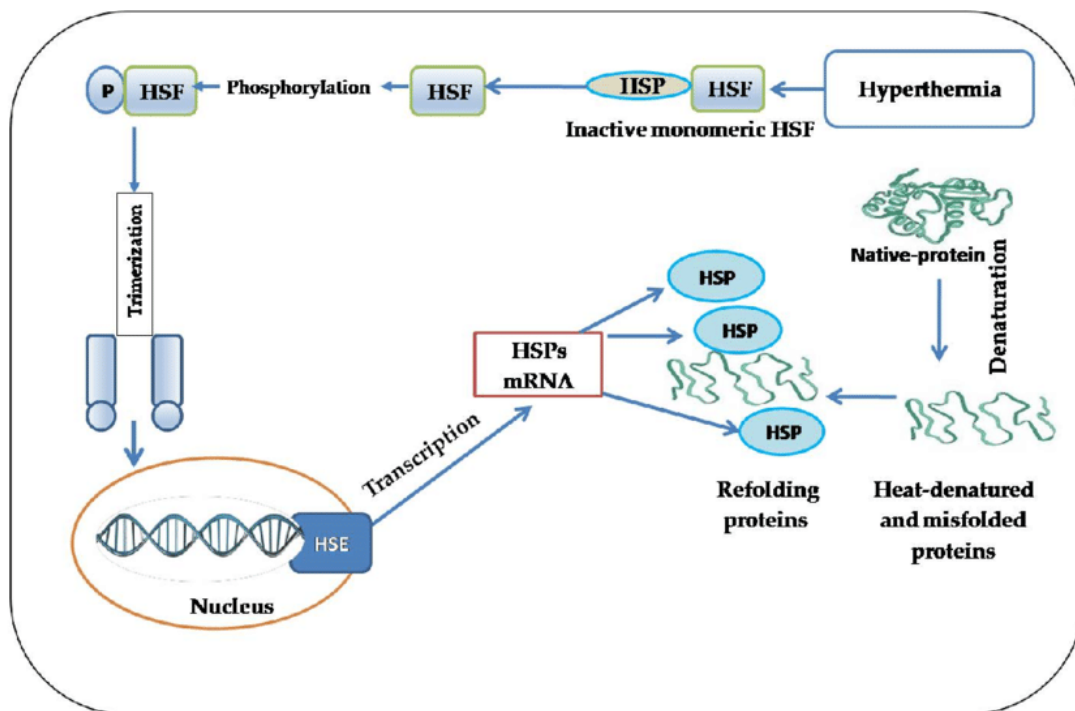 P
HSF
Phosphorylation
HSF
HSP
HSF
Hyperthermia
Inactive monomeric HSF
Trimerization
Native-protein
Denaturation
HSP
HSP
HSPs
mRNA
HSP
Transcription
Refolding
proteins
Heat-denatured
and misfolded
proteins
HSE
Nucleus